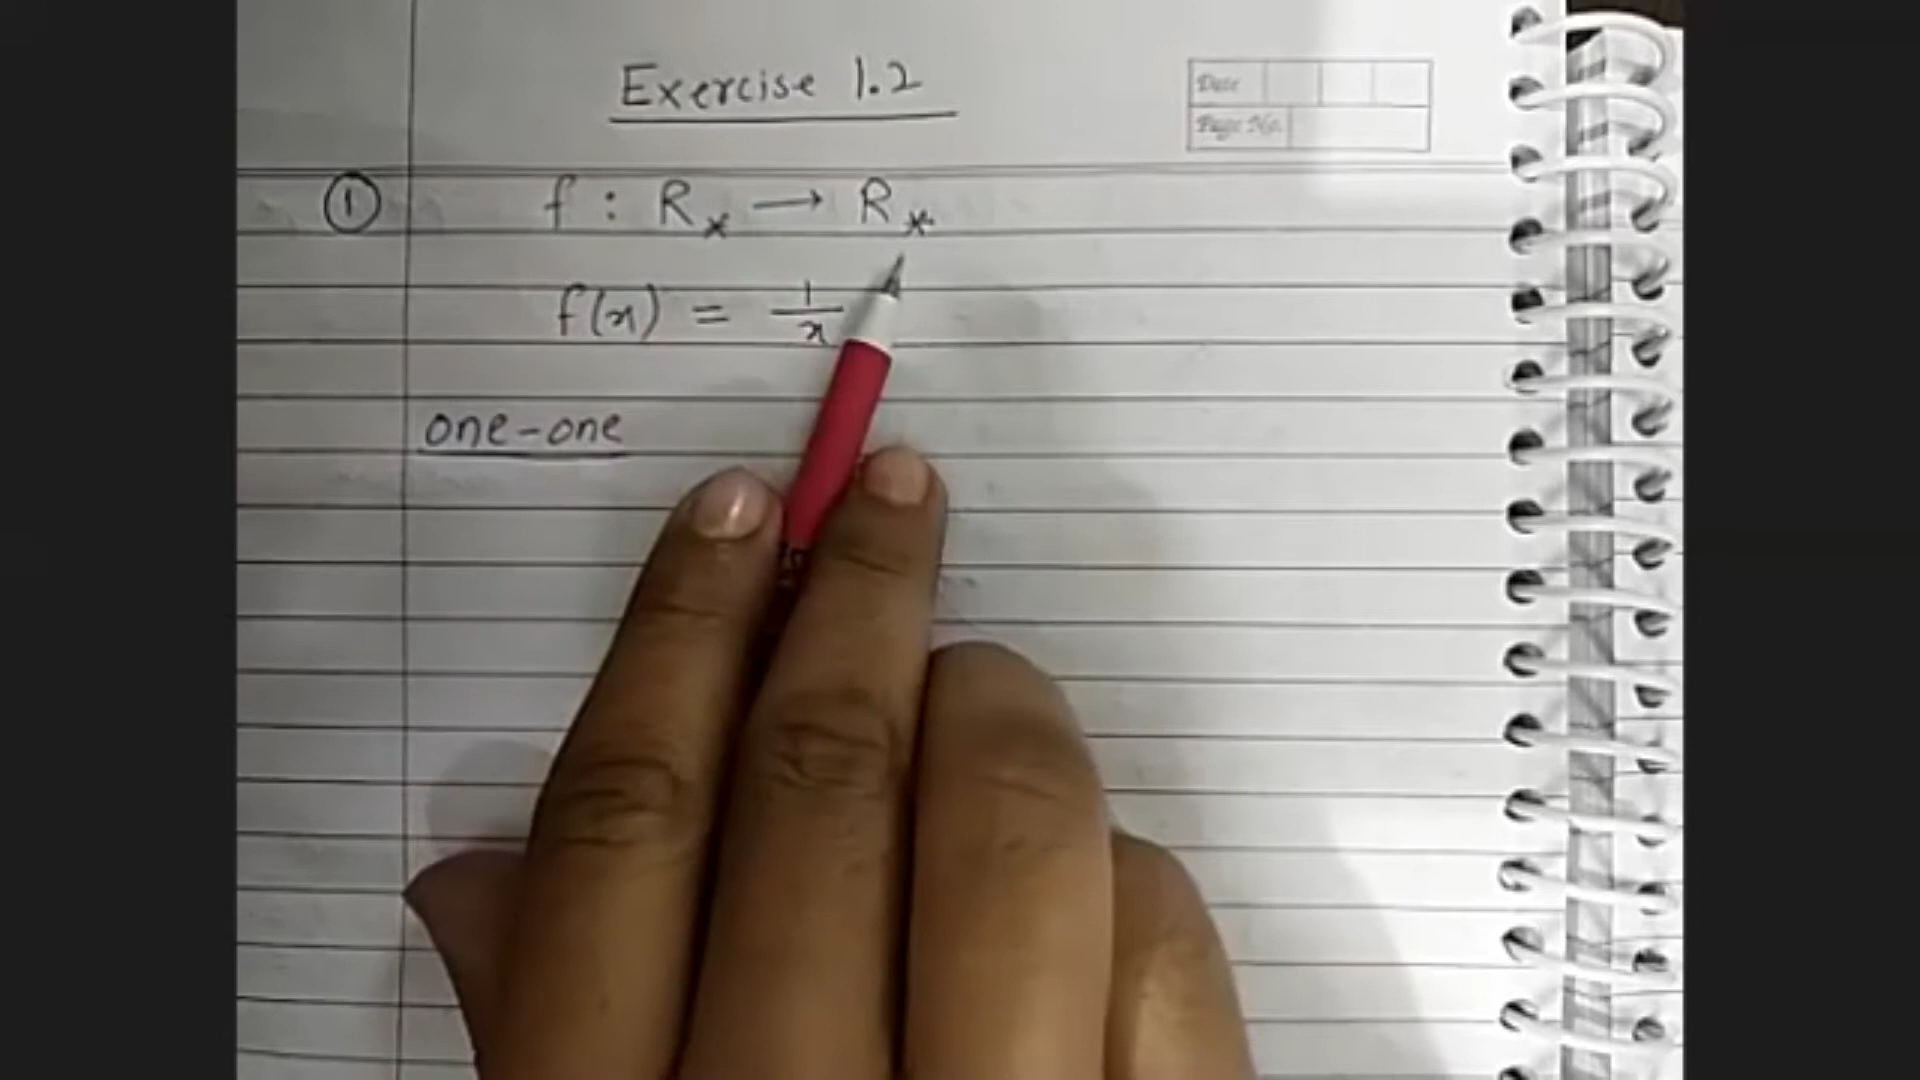 Exercise 1.2
Date
Page No.
① f : R* → R*
f(x) = 1/x
one-one